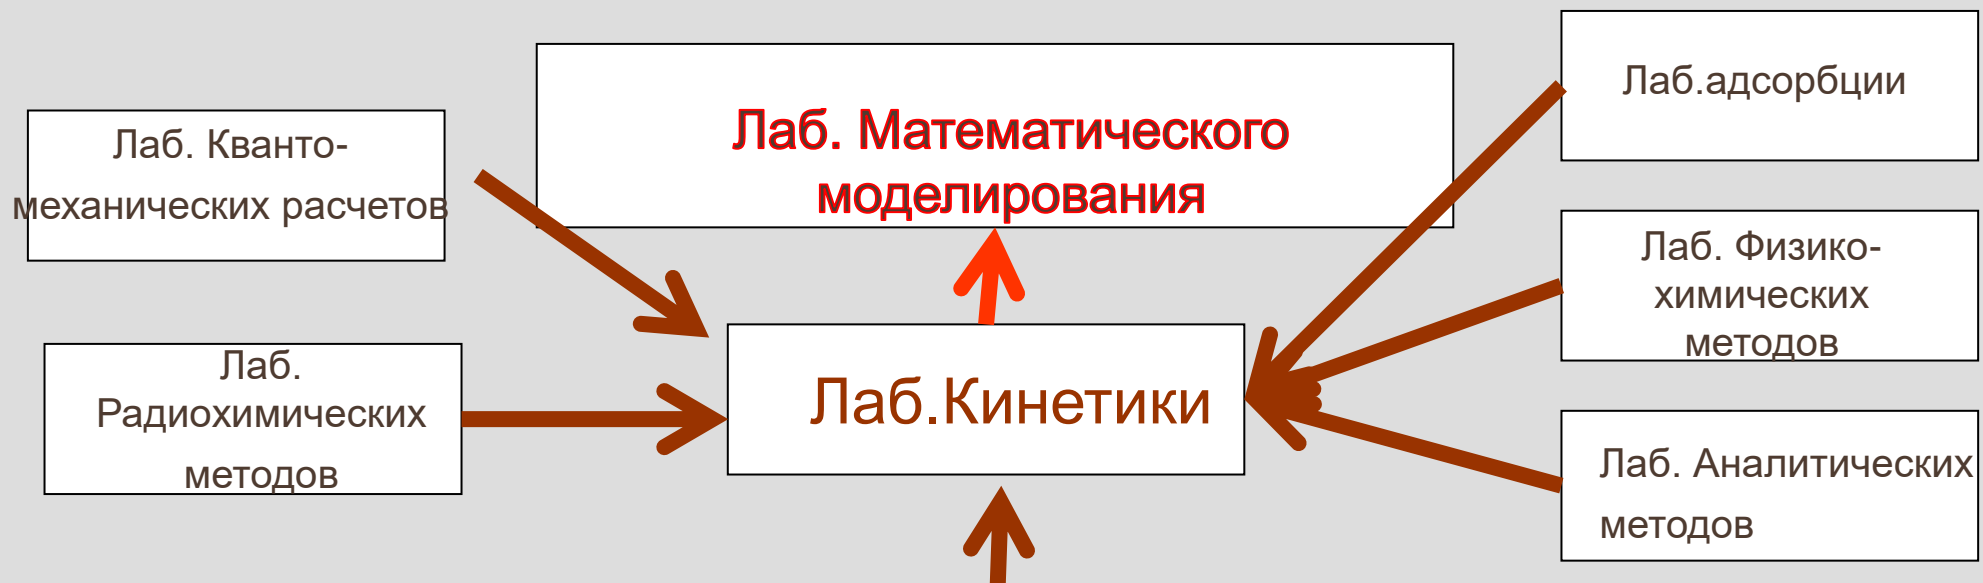 Лаб. Кванто-
механических расчетов
Лаб.
Радиохимических
методов
Лаб. Математического
моделирования
Лаб.Кинетики
Лаб.адсорбции
Лаб. Физико-
химических
методов
Лаб. Аналитических
методов